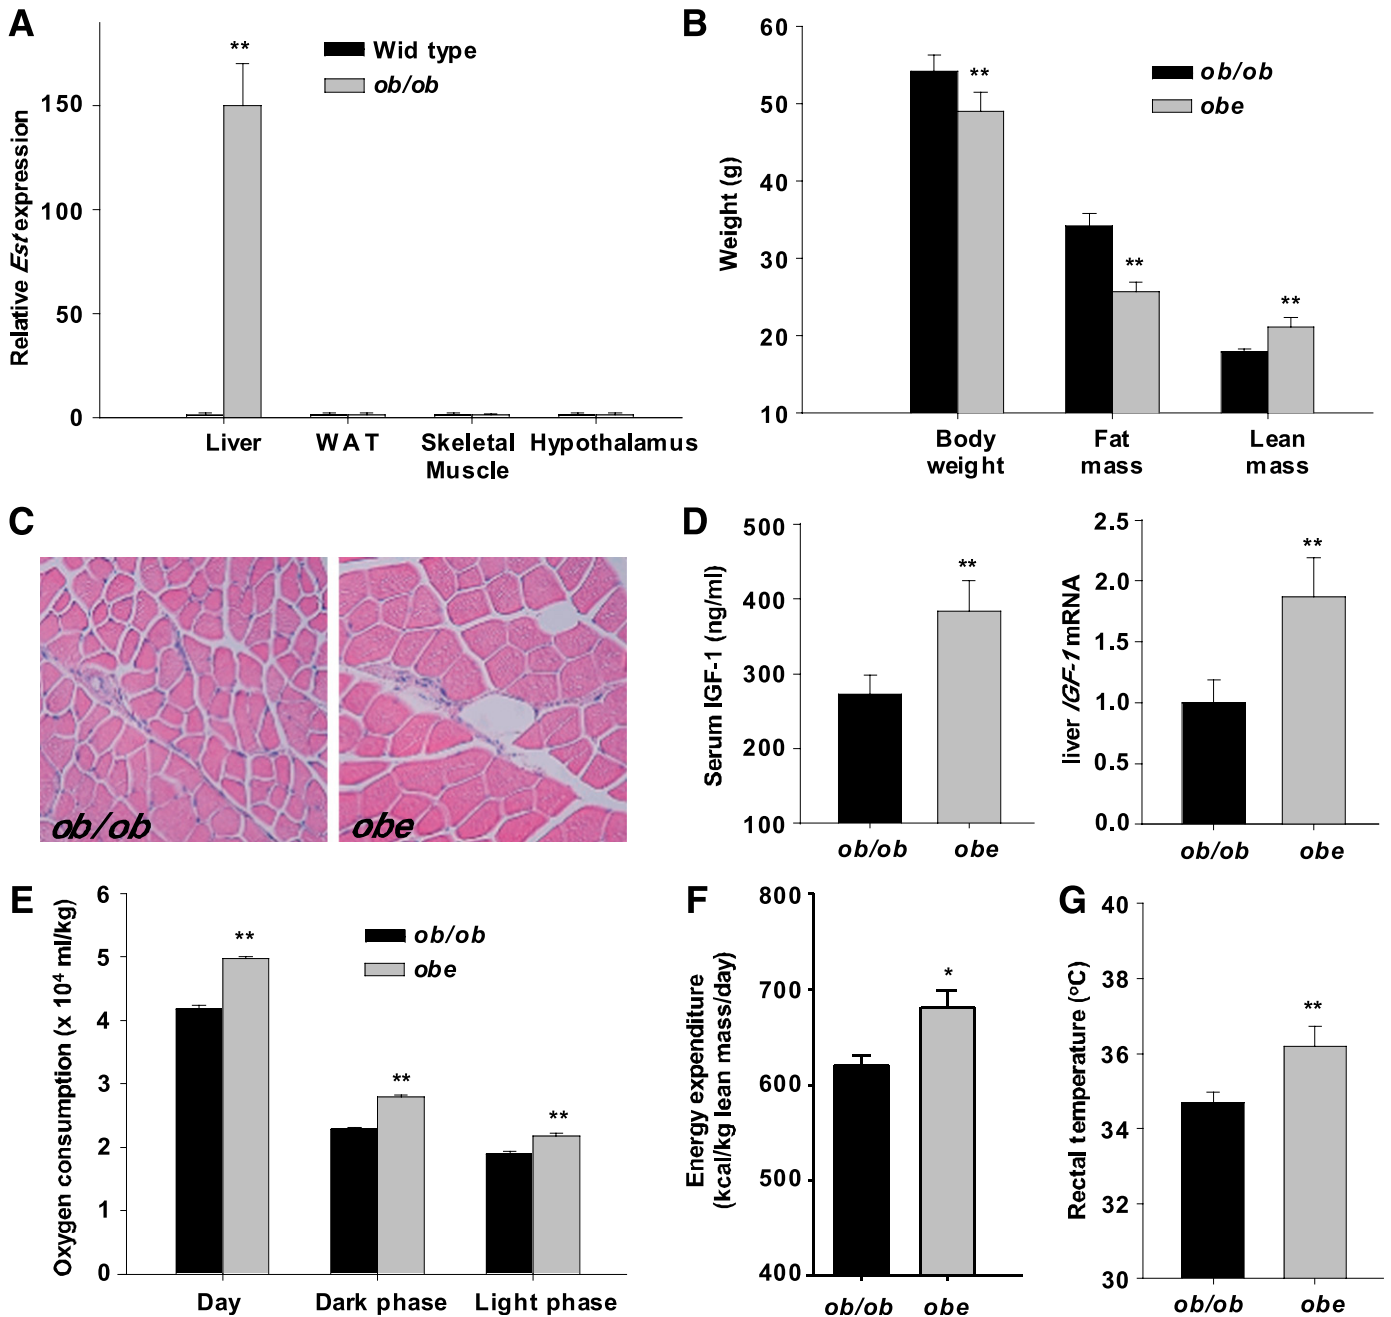 A
Relative Est expression
150
100
50
0
**
Wid type
ob/ob
Liver
WAT
Skeletal
Muscle
Hypothalamus
B
Weight (g)
60
50
40
30
20
10
**
**
**
ob/ob
obe
Body
weight
Fat
mass
Lean
mass
C
ob/ob
obe
D
Serum IGF-1 (ng/ml)
500
400
300
200
100
**
ob/ob
obe
liver IGF-1 mRNA
2.5
2.0
1.5
1.0
0.5
0.0
**
ob/ob
obe
E
Oxygen consumption (x 10⁴ ml/kg)
6
5
4
3
2
1
0
**
**
**
ob/ob
obe
Day
Dark phase
Light phase
F
Energy expenditure
(kcal/kg lean mass/day)
800
700
600
500
400
*
ob/ob
obe
G
Rectal temperature (°C)
40
38
36
34
32
30
**
ob/ob
obe